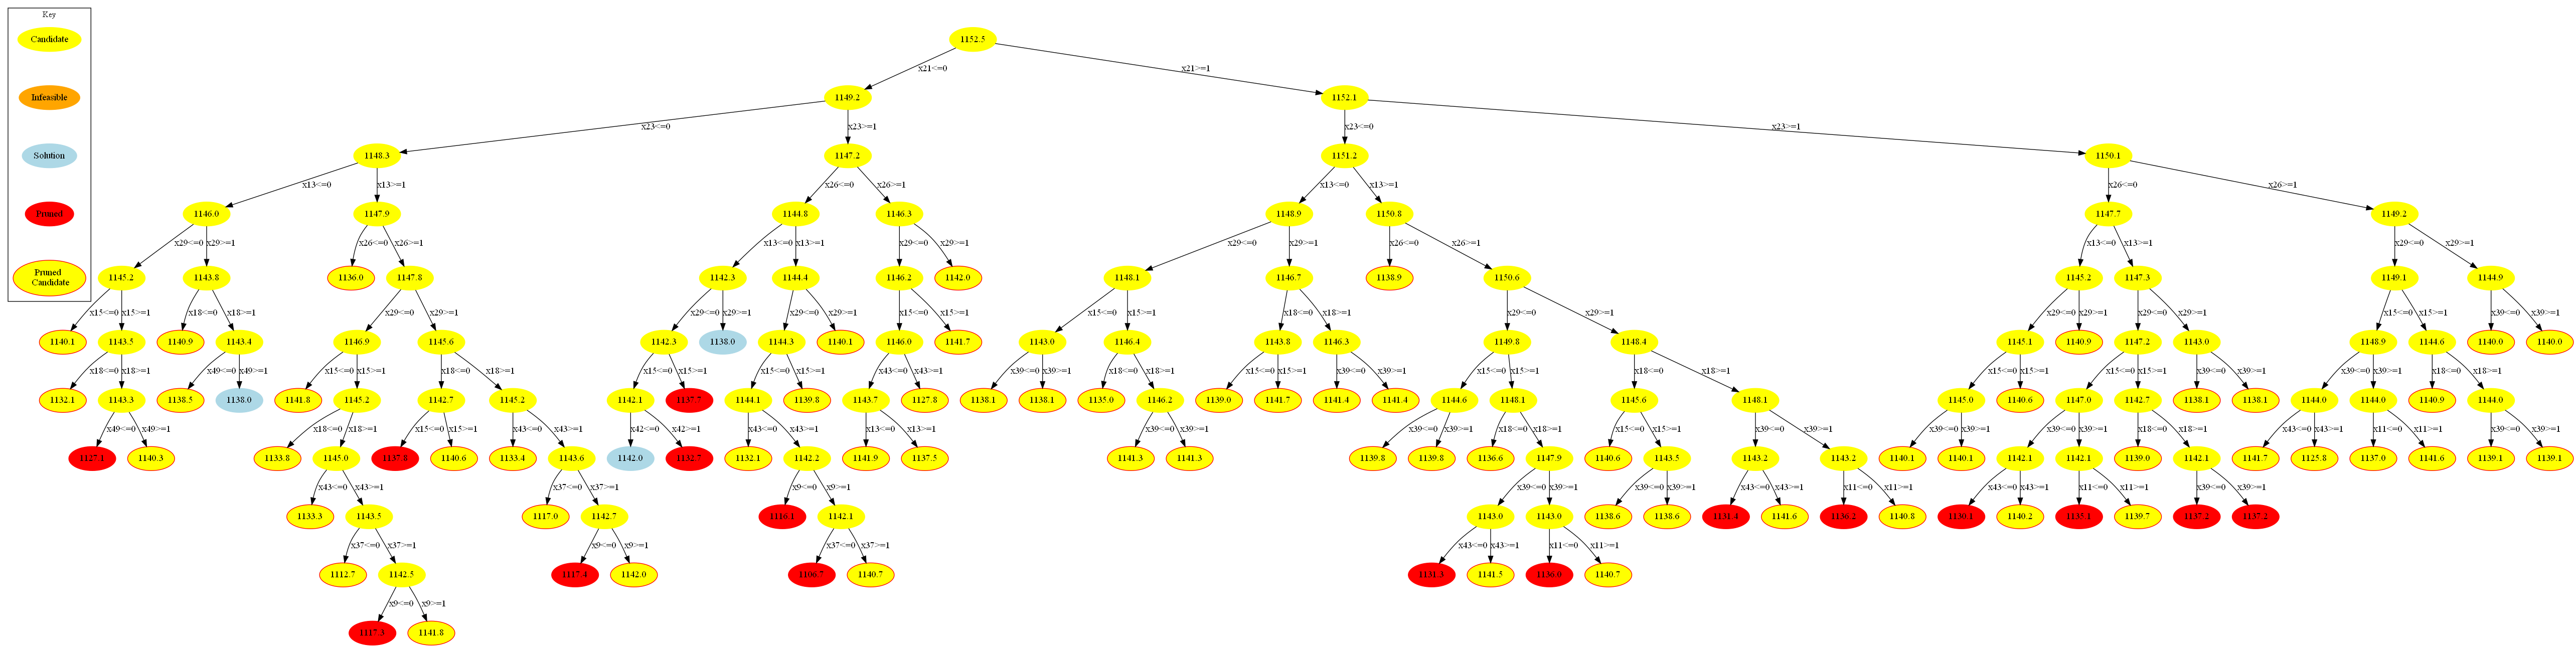 Key
Candidate
Infeasible
Solution
Pruned
Pruned
Candidate
1152.5
x21<=0 x21>=1
1149.2 1152.1
x23<=0 x23>=1 x23<=0 x23>=1
1148.3 1147.2 1151.2 1150.1
x13<=0 x13>=1 x26<=0 x26>=1 x13<=0 x13>=1 x26<=0 x26>=1
1146.0 1147.9 1144.8 1146.3 1148.9 1150.8 1147.7 1149.2
x29<=0 x29>=1 x26<=0 x26>=1 x13<=0 x13>=1 x29<=0 x29>=1 x29<=0 x29>=1 x26<=0 x26>=1 x13<=0 x13>=1 x29<=0 x29>=1
1145.2 1143.8 1136.0 1147.8 1142.3 1144.4 1146.2 1142.0 1148.1 1146.7 1138.9 1150.6 1145.2 1147.3 1149.1 1144.9
x15<=0 x15>=1 x18<=0 x18>=1 x29<=0 x29>=1 x29<=0 x29>=1 x29<=0 x29>=1 x15<=0 x15>=1 x15<=0 x15>=1 x18<=0 x18>=1 x29<=0 x29>=1 x29<=0 x29>=1 x29<=0 x29>=1 x15<=0 x15>=1 x39<=0 x39>=1
1140.1 1143.5 1140.9 1143.4 1146.9 1145.6 1142.3 1138.0 1144.3 1140.1 1146.0 1141.7 1143.0 1146.4 1143.8 1146.3 1149.8 1148.4 1145.1 1140.9 1147.2 1143.0 1148.9 1144.6 1140.0 1140.0
x18<=0 x18>=1 x49<=0 x49>=1 x15<=0 x15>=1 x18<=0 x18>=1 x15<=0 x15>=1 x15<=0 x15>=1 x43<=0 x43>=1 x39<=0 x39>=1 x18<=0 x18>=1 x15<=0 x15>=1 x39<=0 x39>=1 x15<=0 x15>=1 x18<=0 x18>=1 x15<=0 x15>=1 x15<=0 x15>=1 x39<=0 x39>=1 x39<=0 x39>=1 x18<=0 x18>=1
1132.1 1143.3 1138.5 1138.0 1141.8 1145.2 1142.7 1145.2 1142.1 1137.7 1144.1 1139.8 1143.7 1127.8 1138.1 1138.1 1135.0 1146.2 1139.0 1141.7 1141.4 1141.4 1144.6 1148.1 1145.6 1148.1 1145.0 1140.6 1147.0 1142.7 1138.1 1138.1 1144.0 1144.0 1140.9 1144.0
x49<=0 x49>=1 x18<=0 x18>=1 x15<=0 x15>=1 x43<=0 x43>=1 x42<=0 x42>=1 x43<=0 x43>=1 x13<=0 x13>=1 x39<=0 x39>=1 x39<=0 x39>=1 x18<=0 x18>=1 x15<=0 x15>=1 x39<=0 x39>=1 x39<=0 x39>=1 x39<=0 x39>=1 x18<=0 x18>=1 x43<=0 x43>=1 x11<=0 x11>=1 x39<=0 x39>=1
1127.1 1140.3 1133.8 1145.0 1137.8 1140.6 1133.4 1143.6 1142.0 1132.7 1132.1 1142.2 1141.9 1137.5 1141.3 1141.3 1139.8 1139.8 1136.6 1147.9 1140.6 1143.5 1143.2 1143.2 1140.1 1140.1 1142.1 1142.1 1139.0 1142.1 1141.7 1125.8 1137.0 1141.6 1139.1 1139.1
x43<=0 x43>=1 x37<=0 x37>=1 x9<=0 x9>=1 x39<=0 x39>=1 x39<=0 x39>=1 x43<=0 x43>=1 x11<=0 x11>=1 x43<=0 x43>=1 x11<=0 x11>=1 x39<=0 x39>=1
1133.3 1143.5 1117.0 1142.7 1116.1 1142.1 1143.0 1143.0 1138.6 1138.6 1131.4 1141.6 1136.2 1140.8 1140.2 1135.1 1139.7 1137.2 1137.2
x37<=0 x37>=1 x9<=0 x9>=1 x37<=0 x37>=1 x43<=0 x43>=1 x11<=0 x11>=1
1112.7 1142.5 1117.4 1142.0 1106.7 1140.7 1131.3 1141.5 1136.0 1140.7
x9<=0 x9>=1
1117.3 1141.8